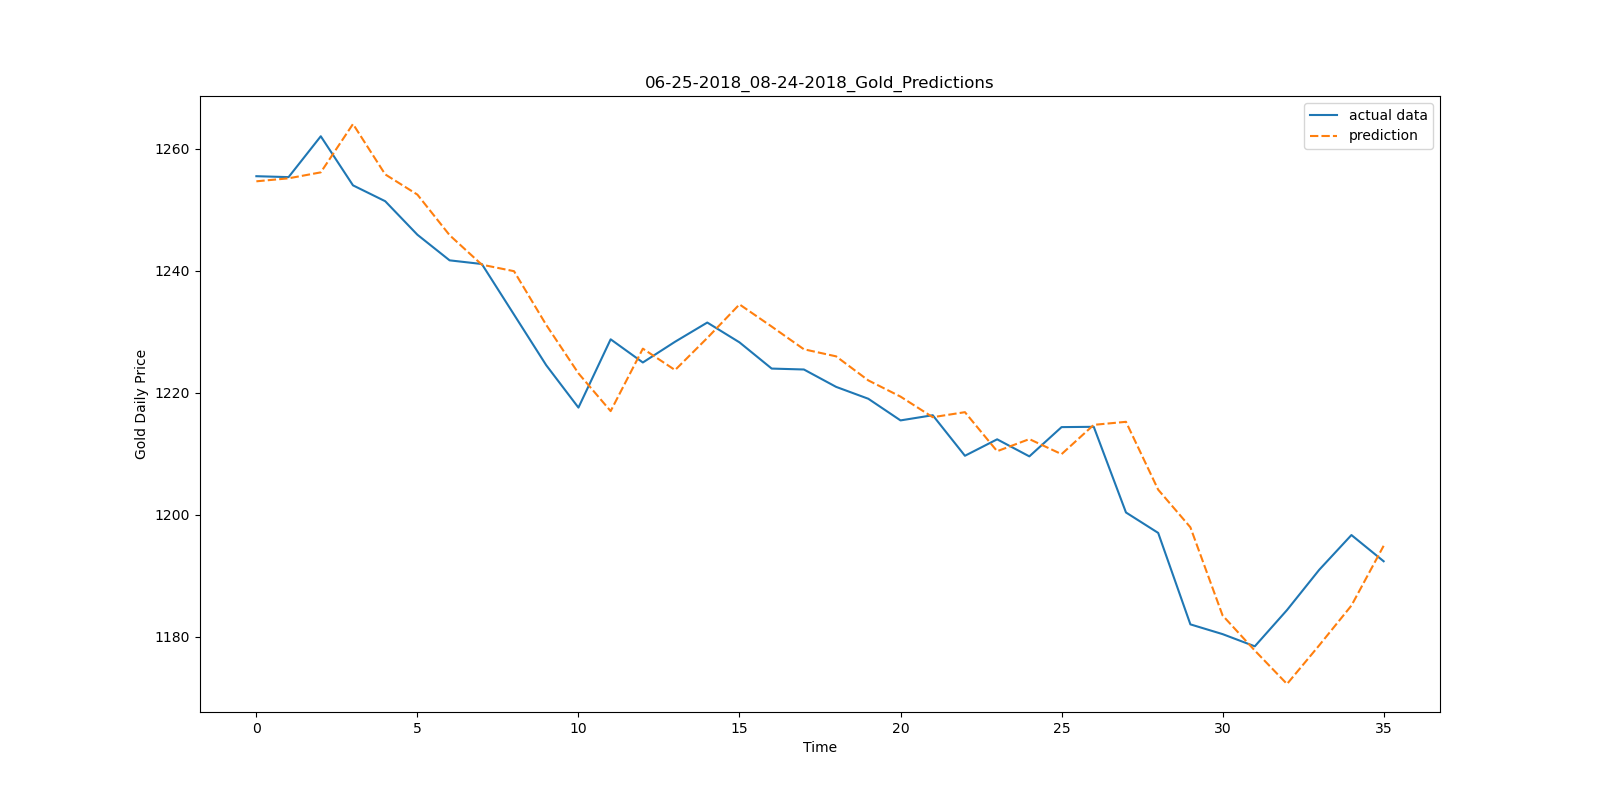 06-25-2018_08-24-2018_Gold_Predictions
actual data
prediction
1260
1240
1220
1200
1180
Gold Daily Price
0 5 10 15 20 25 30 35
Time